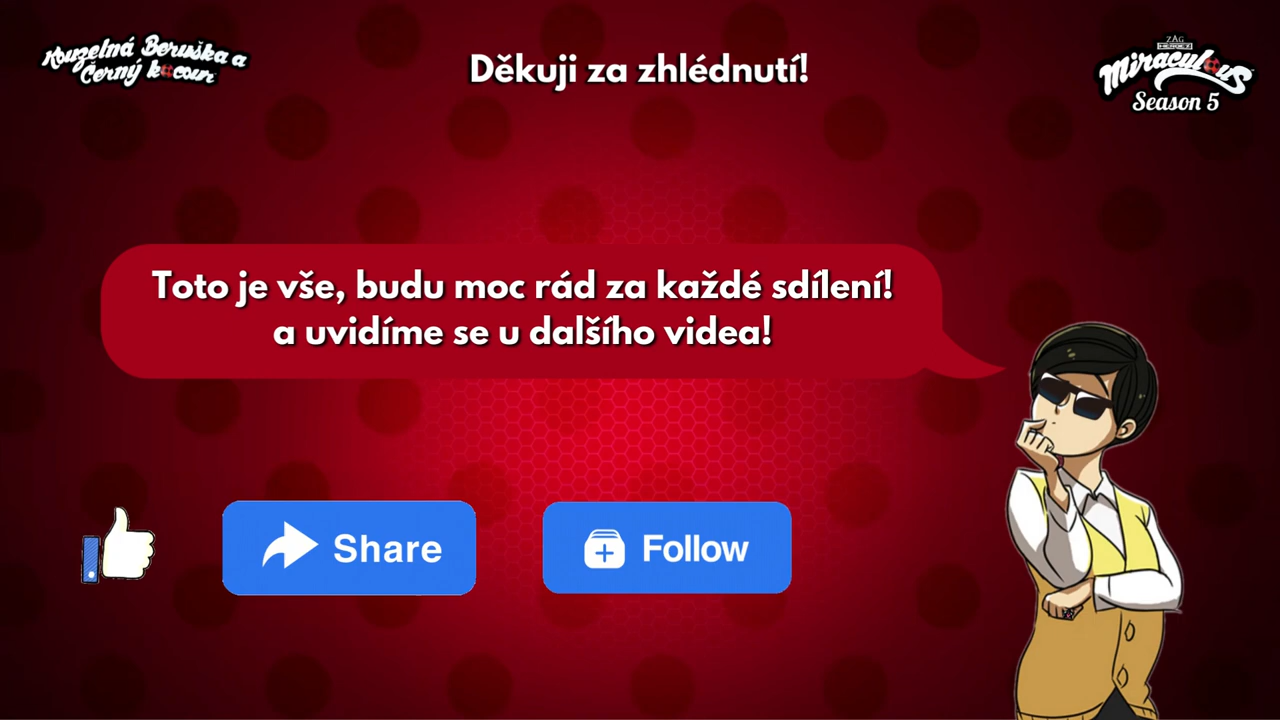 Kouzelná Beruška a
Černý kocour
Děkuji za zhlédnutí!
ZAG
HEROEZ
Miraculous
Season 5
Toto je vše, budu moc rád za každé sdílení!
a uvidíme se u dalšího videa!
Share
Follow